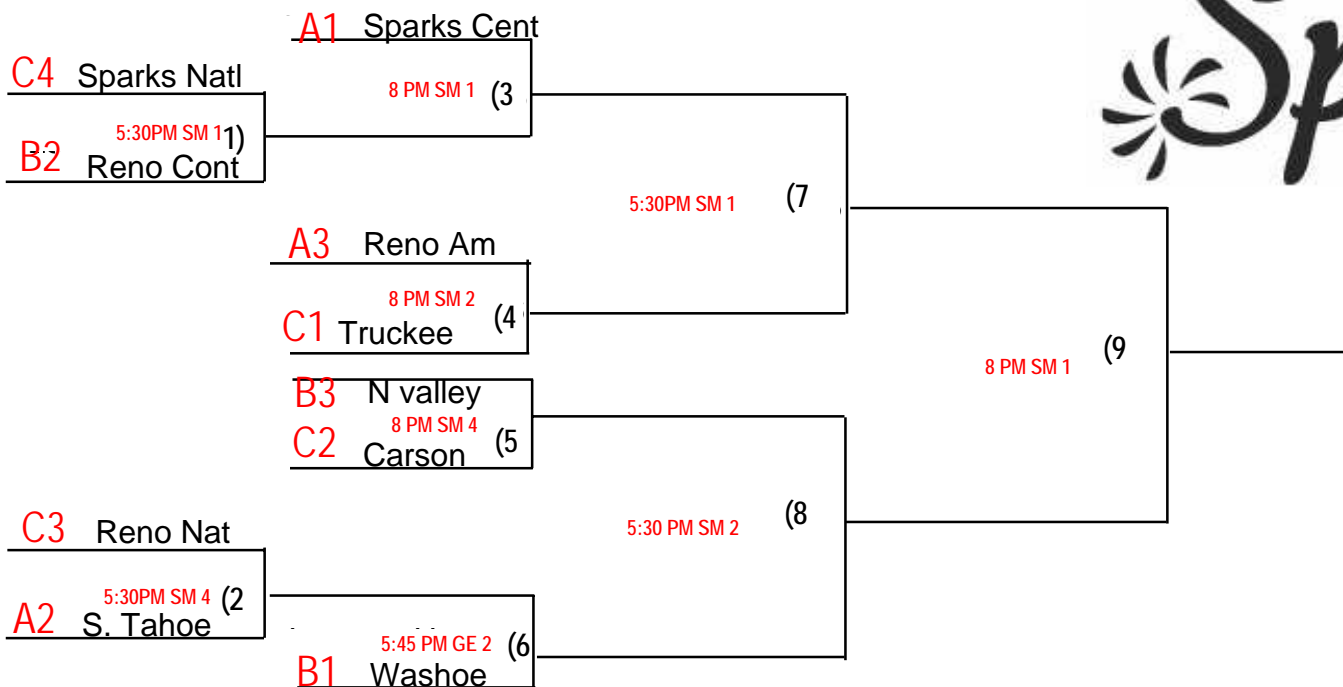 A1 Sparks Cent
C4 Sparks Natl
8 PM SM 1 (3
5:30PM SM 1 1)
B2 Reno Cont
5:30PM SM 1 (7
A3 Reno Am
8 PM SM 2
C1 Truckee (4
8 PM SM 1 (9
B3 N valley
8 PM SM 4
C2 Carson (5
5:30 PM SM 2 (8
C3 Reno Nat
5:30PM SM 4 (2
A2 S. Tahoe
5:45 PM GE 2 (6
B1 Washoe
Sp